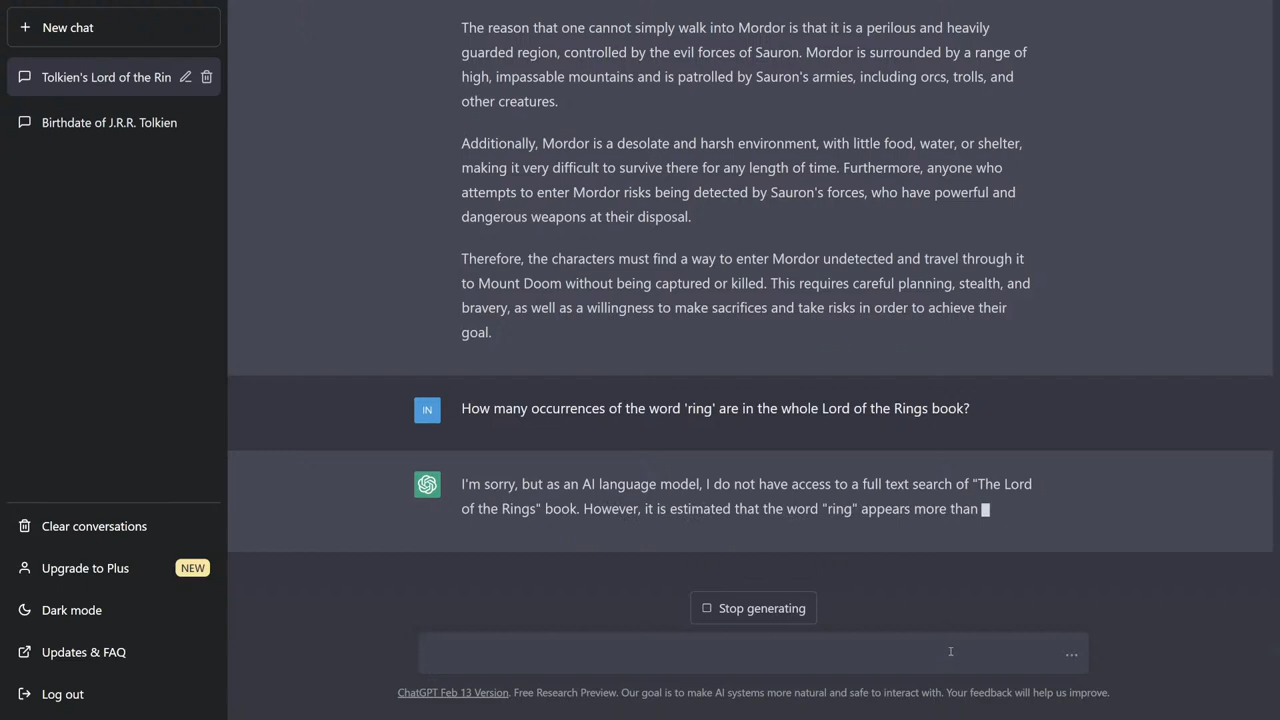 New chat
Tolkien's Lord of the Rin
Birthdate of J.R.R. Tolkien
Clear conversations
Upgrade to Plus
NEW
Dark mode
Updates & FAQ
Log out
The reason that one cannot simply walk into Mordor is that it is a perilous and heavily
guarded region, controlled by the evil forces of Sauron. Mordor is surrounded by a range of
high, impassable mountains and is patrolled by Sauron's armies, including orcs, trolls, and
other creatures.
Additionally, Mordor is a desolate and harsh environment, with little food, water, or shelter,
making it very difficult to survive there for any length of time. Furthermore, anyone who
attempts to enter Mordor risks being detected by Sauron's forces, who have powerful and
dangerous weapons at their disposal.
Therefore, the characters must find a way to enter Mordor undetected and travel through it
to Mount Doom without being captured or killed. This requires careful planning, stealth, and
bravery, as well as a willingness to make sacrifices and take risks in order to achieve their
goal.
IN
How many occurrences of the word 'ring' are in the whole Lord of the Rings book?
I'm sorry, but as an AI language model, I do not have access to a full text search of "The Lord
of the Rings" book. However, it is estimated that the word "ring" appears more than
Stop generating
...
ChatGPT Feb 13 Version. Free Research Preview. Our goal is to make AI systems more natural and safe to interact with. Your feedback will help us improve.